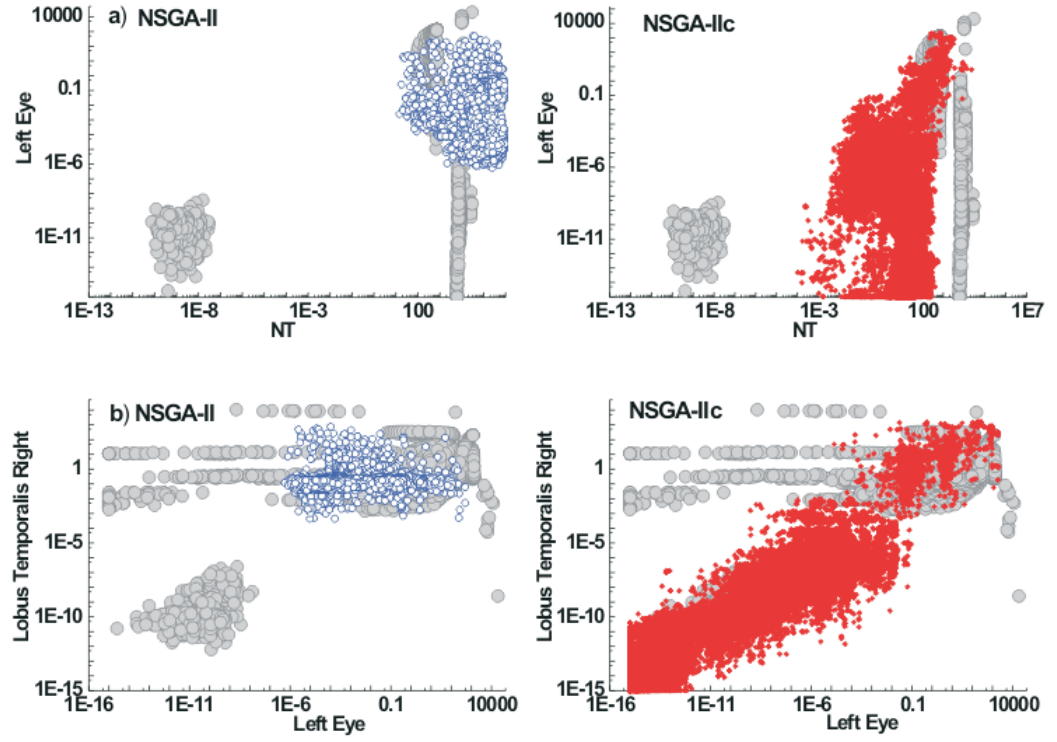 a) NSGA-II
10000
0.1
1E-6
1E-11
Left Eye
1E-13 1E-8 1E-3 100
NT
NSGA-IIc
10000
0.1
1E-6
1E-11
Left Eye
1E-13 1E-8 1E-3 100 1E7
NT
b) NSGA-II
1
1E-5
1E-10
1E-15
Lobus Temporalis Right
1E-16 1E-11 1E-6 0.1 10000
Left Eye
NSGA-IIc
1
1E-5
1E-10
1E-15
Lobus Temporalis Right
1E-16 1E-11 1E-6 0.1 10000
Left Eye